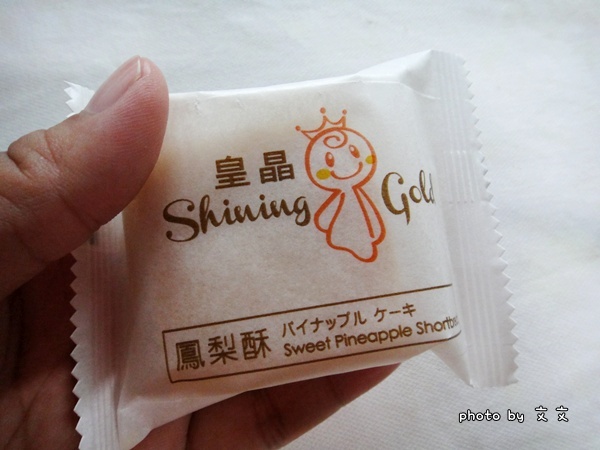 皇晶
Shining Gold
鳳梨酥
パイナップル ケーキ
Sweet Pineapple
photo by 文文